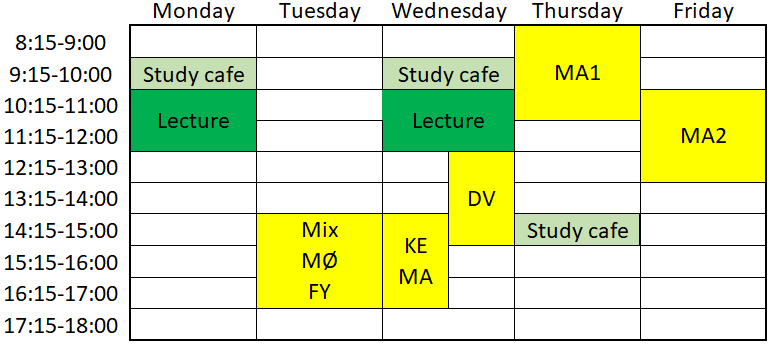 Monday Tuesday Wednesday Thursday Friday
8:15-9:00
9:15-10:00 Study cafe Study cafe MA1
10:15-11:00
Lecture Lecture
11:15-12:00 MA2
12:15-13:00
13:15-14:00 DV
14:15-15:00 Mix Study cafe
KE
15:15-16:00 MØ
MA
16:15-17:00 FY
17:15-18:00